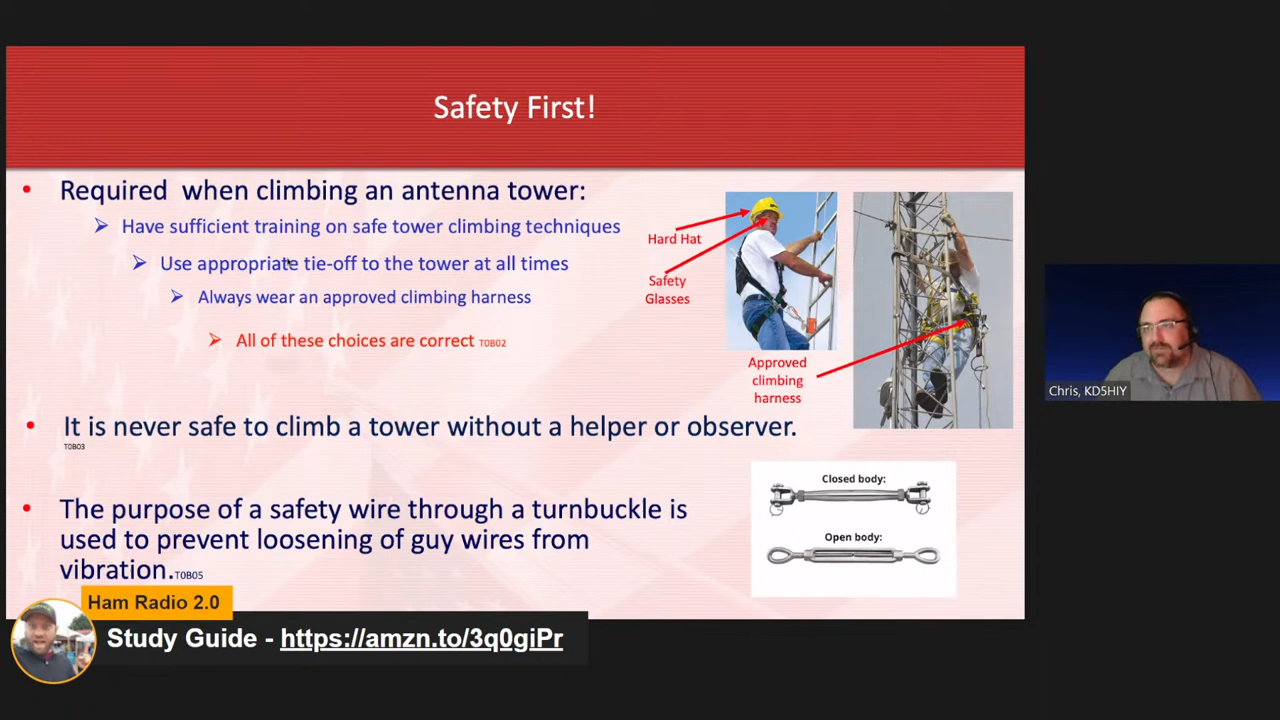 Safety First!
Required when climbing an antenna tower:
Have sufficient training on safe tower climbing techniques
Use appropriate tie-off to the tower at all times
Always wear an approved climbing harness
All of these choices are correct T0B02
Hard Hat
Safety
Glasses
Approved
climbing
harness
It is never safe to climb a tower without a helper or observer.
T0B03
The purpose of a safety wire through a turnbuckle is
used to prevent loosening of guy wires from
vibration. T0B05
Closed body:
Open body:
Chris, KD5HIY
Ham Radio 2.0
Study Guide - https://amzn.to/3q0giPr